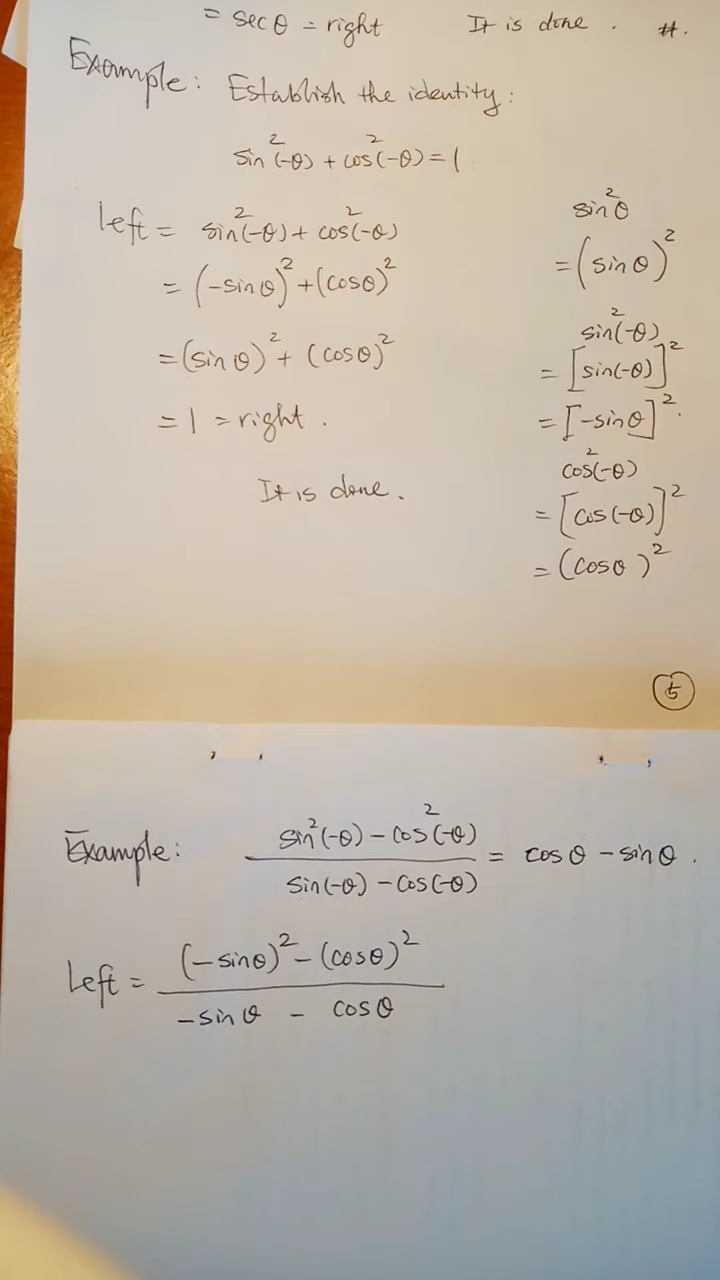 = sec θ = right It is done. #.
Example: Establish the identity:
sin²(-θ) + cos²(-θ) = 1
left = sin²(-θ) + cos²(-θ)
= (-sin θ)² + (cos θ)²
= (sin θ)² + (cos θ)²
= 1 = right.
It is done.
sin²θ
= (sin θ)²
sin²(-θ)
= [sin(-θ)]²
= [-sin θ]².
cos²(-θ)
= [cos(-θ)]²
= (cos θ)²
5
Example: \frac{sin²(-θ) - cos²(-θ)}{sin(-θ) - cos(-θ)} = cos θ - sin θ.
Left = \frac{(-sin θ)² - (cos θ)²}{-sin θ - cos θ}